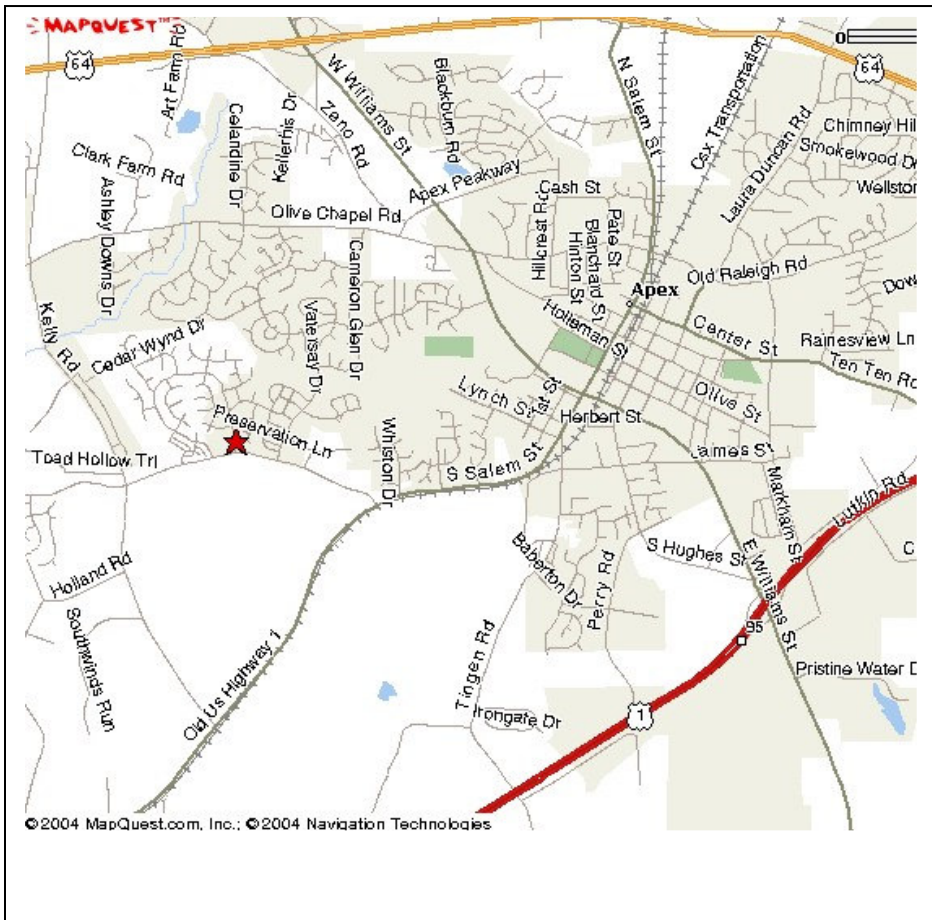 MAPQUEST
64
Art Farm Rd
W Williams St
Blackburn Rd
N Salem St
Csx Transportation
0
64
Celandine Dr
Kellerhis Dr
Zeno Rd
Laura Duncan Rd
Chimney Hil
Smokewood Dr
Clark Farm Rd
Ashley Downs Dr
Apex Peakway
Cash St
Wellston
Olive Chapel Rd
Hillcrest Rd
Pate St
Blanchard St
Hinton St
Old Raleigh Rd
Dow
Cameron Glen Dr
Apex
Kelly Rd
Cedar Wynd Dr
Vatersay Dr
Holleman St
Center St
Rainesview Ln
Ten Ten Rd
Lynch St
1st St
Olive St
Herbert St
Preservation Ln
Whiston Dr
Toad Hollow Trl
S Salem St
James St
Markham St
Lufkin Rd
Holland Rd
Baberton Dr
S Hughes St
E Williams St
C
Perry Rd
Southwinds Run
95
Old Us Highway 1
Tingen Rd
Pristine Water D
Irongate Dr
1
©2004 MapQuest.com, Inc.; ©2004 Navigation Technologies